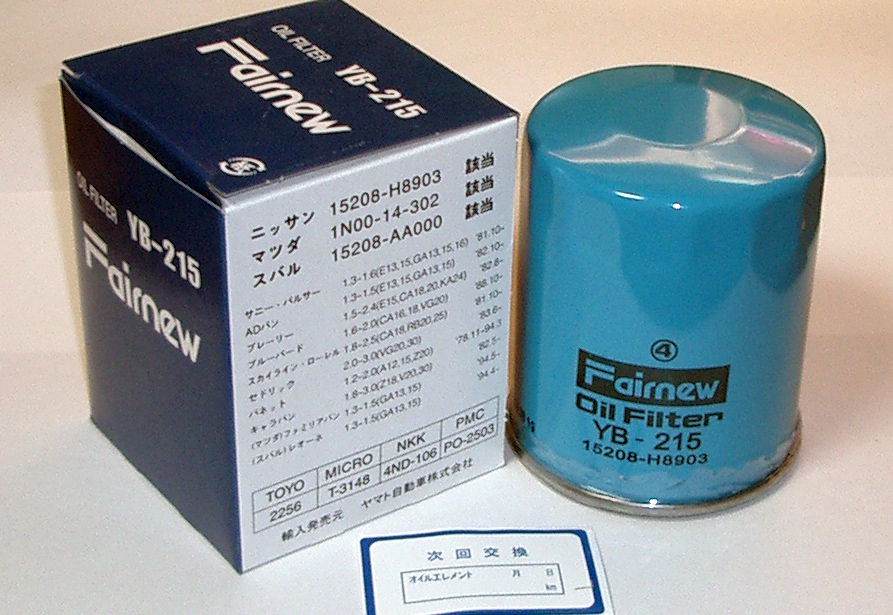 OIL FILTER YB-215
Fairnew
OIL FILTER YB-215
Fairnew
ニッサン 15208-H8903 該当
マツダ 1N00-14-302 該当
スバル 15208-AA000 該当
サニー・パルサー 1.3-1.6(E13,15,GA13,15,16) '81.10-
ADバン 1.3-1.5(E13,15,GA13,15) '82.10-
プレーリー 1.5-2.4(E15,CA18,20,KA24) '82.8-
ブルーバード 1.6-2.0(CA16,18,VG20)
スカイライン・ローレル 1.8-2.5(CA18,RB20,25) '81.10-
セドリック 2.0-3.0(VG20,30) '83.6-
バネット 1.2-2.0(A12,15,Z20) '78.11-94.3
キャラバン 1.8-3.0(Z18,V20,30) '82.5-
(マツダ)ファミリアバン 1.3-1.5(GA13,15) '94.5-
(スバル)レオーネ 1.3-1.5(GA13,15) '94.4-
TOYO MICRO NKK PMC
2256 T-3148 4ND-106 PO-2503
輸入発売元 ヤマト自動車株式会社
④
Fairnew
Oil Filter
YB - 215
15208-H8903
次回交換
オイルエレメント 月 日
km